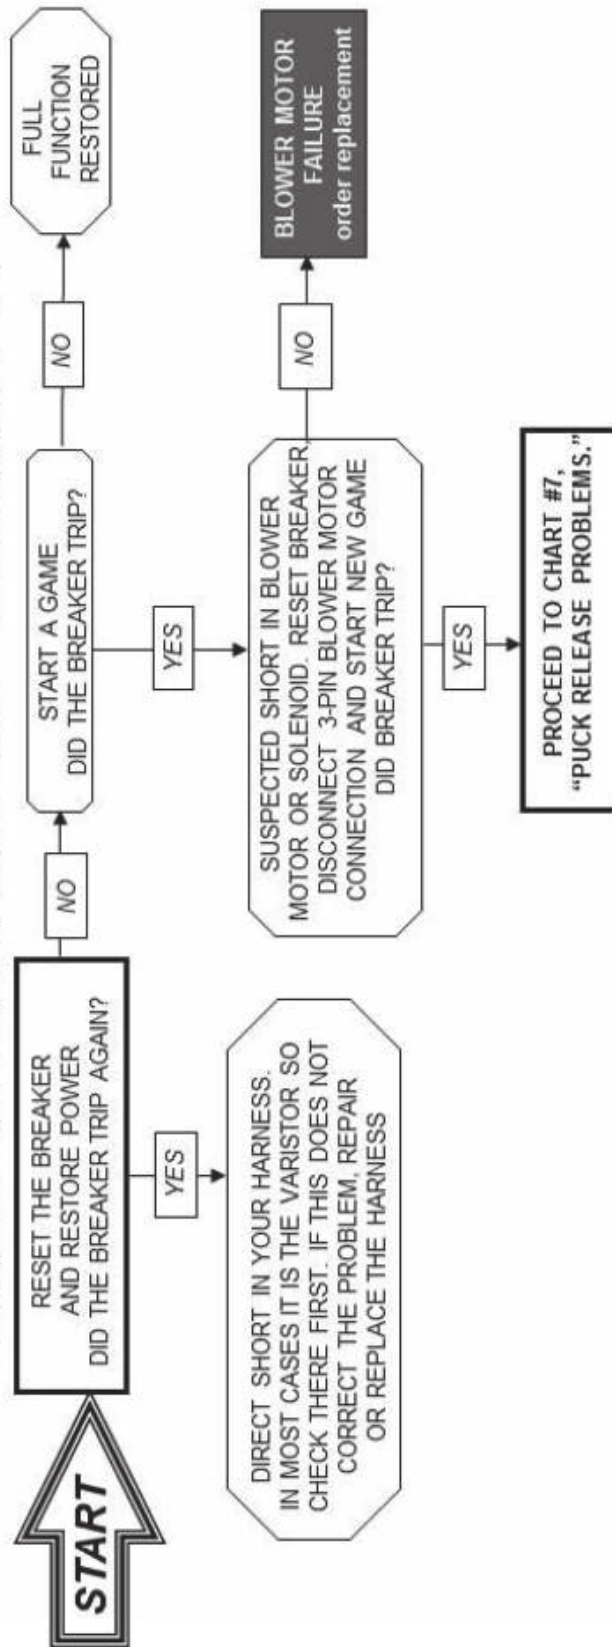 START
RESET THE BREAKER
AND RESTORE POWER
DID THE BREAKER TRIP AGAIN?
YES
DIRECT SHORT IN YOUR HARNESS.
IN MOST CASES IT IS THE VARISTOR SO
CHECK THERE FIRST. IF THIS DOES NOT
CORRECT THE PROBLEM, REPAIR
OR REPLACE THE HARNESS
NO
START A GAME
DID THE BREAKER TRIP?
NO
FULL
FUNCTION
RESTORED
YES
SUSPECTED SHORT IN BLOWER
MOTOR OR SOLENOID. RESET BREAKER,
DISCONNECT 3-PIN BLOWER MOTOR
CONNECTION AND START NEW GAME
DID BREAKER TRIP?
NO
BLOWER MOTOR
FAILURE
order replacement
YES
PROCEED TO CHART #7,
“PUCK RELEASE PROBLEMS.”